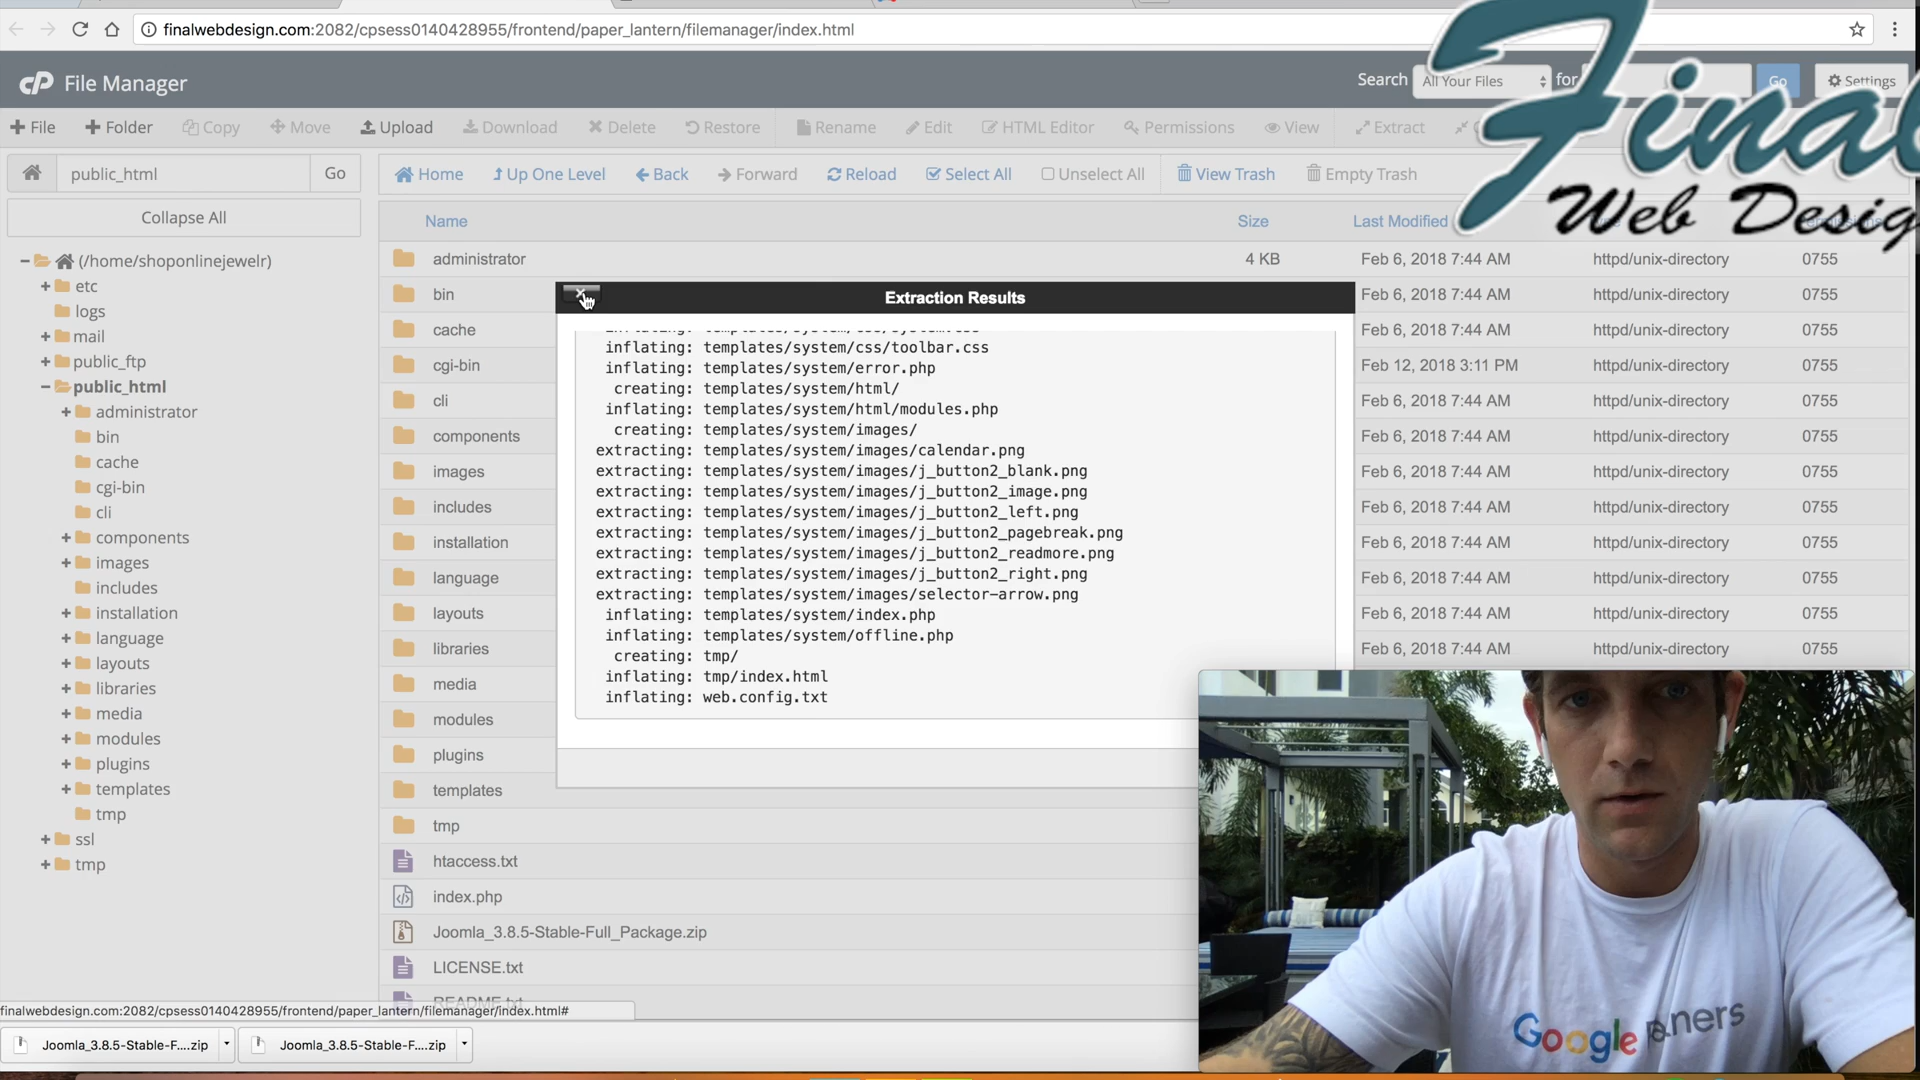 finalwebdesign.com:2082/cpsess0140428955/frontend/paper_lantern/filemanager/index.html
cP File Manager
Search All Your Files for Go Settings
File Folder Copy Move Upload Download Delete Restore Rename Edit HTML Editor Permissions View Extract
public_html Go
Home Up One Level Back Forward Reload Select All Unselect All View Trash Empty Trash
Final
Web Desig
Collapse All
Name Size Last Modified
(/home/shoponlinejewelr)
etc
logs
mail
public_ftp
public_html
administrator
bin
cache
cgi-bin
cli
components
images
includes
installation
language
layouts
libraries
media
modules
plugins
templates
tmp
ssl
tmp
administrator 4 KB Feb 6, 2018 7:44 AM httpd/unix-directory 0755
bin Feb 6, 2018 7:44 AM httpd/unix-directory 0755
cache Feb 6, 2018 7:44 AM httpd/unix-directory 0755
cgi-bin Feb 12, 2018 3:11 PM httpd/unix-directory 0755
cli Feb 6, 2018 7:44 AM httpd/unix-directory 0755
components Feb 6, 2018 7:44 AM httpd/unix-directory 0755
images Feb 6, 2018 7:44 AM httpd/unix-directory 0755
includes Feb 6, 2018 7:44 AM httpd/unix-directory 0755
installation Feb 6, 2018 7:44 AM httpd/unix-directory 0755
language Feb 6, 2018 7:44 AM httpd/unix-directory 0755
layouts Feb 6, 2018 7:44 AM httpd/unix-directory 0755
libraries Feb 6, 2018 7:44 AM httpd/unix-directory 0755
media
modules
plugins
templates
tmp
htaccess.txt
index.php
Joomla_3.8.5-Stable-Full_Package.zip
LICENSE.txt
README.txt
Extraction Results
inflating: templates/system/css/toolbar.css
inflating: templates/system/error.php
creating: templates/system/html/
inflating: templates/system/html/modules.php
creating: templates/system/images/
extracting: templates/system/images/calendar.png
extracting: templates/system/images/j_button2_blank.png
extracting: templates/system/images/j_button2_image.png
extracting: templates/system/images/j_button2_left.png
extracting: templates/system/images/j_button2_pagebreak.png
extracting: templates/system/images/j_button2_readmore.png
extracting: templates/system/images/j_button2_right.png
extracting: templates/system/images/selector-arrow.png
inflating: templates/system/index.php
inflating: templates/system/offline.php
creating: tmp/
inflating: tmp/index.html
inflating: web.config.txt
finalwebdesign.com:2082/cpsess0140428955/frontend/paper_lantern/filemanager/index.html#
Joomla_3.8.5-Stable-F....zip Joomla_3.8.5-Stable-F....zip
Google